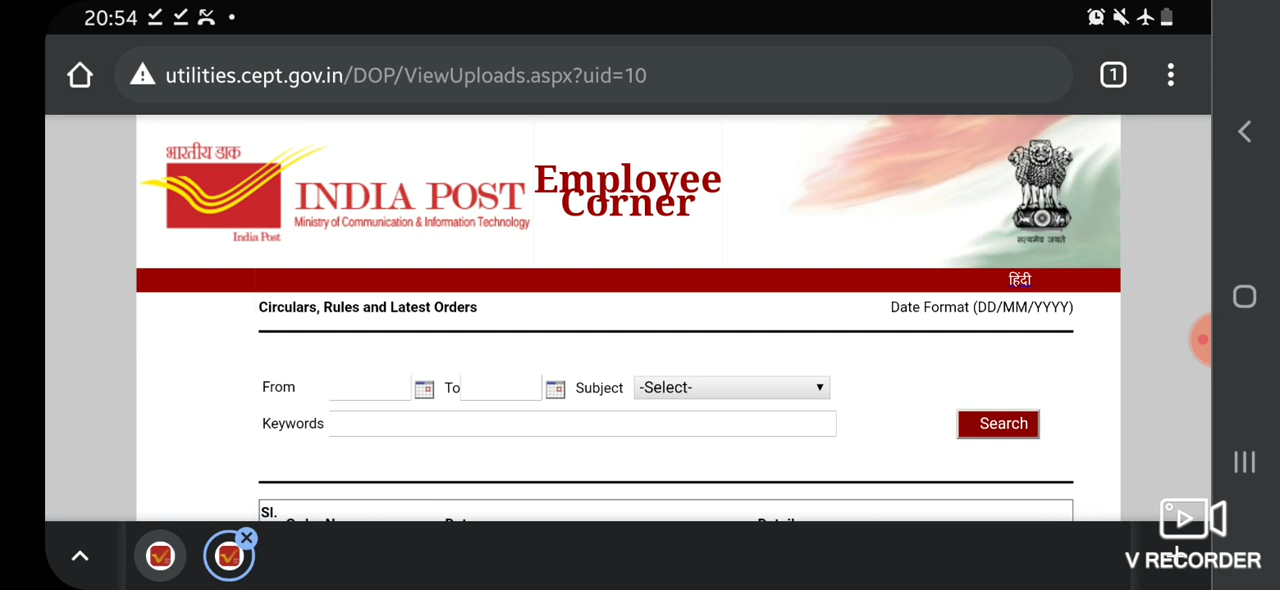 20:54
utilities.cept.gov.in/DOP/ViewUploads.aspx?uid=10
1
भारतीय डाक
INDIA POST
Ministry of Communication & Information Technology
India Post
Employee
Corner
सत्यमेव जयते
हिंदी
Circulars, Rules and Latest Orders
Date Format (DD/MM/YYYY)
From To Subject -Select-
Keywords
Search
Sl.
V RECORDER